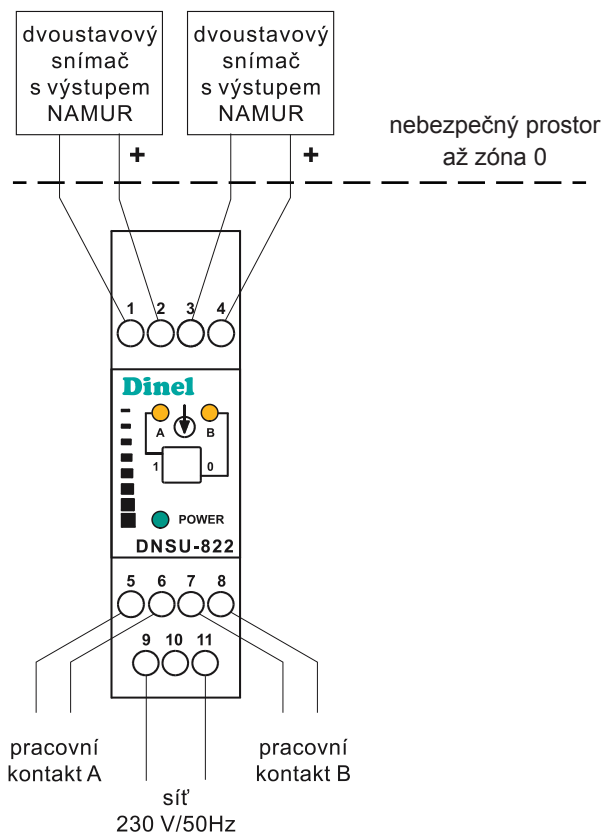 dvoustavový
snímač
s výstupem
NAMUR
dvoustavový
snímač
s výstupem
NAMUR
nebezpečný prostor
až zóna 0
+ +
1 2 3 4
Dinel
A B
1 0
POWER
DNSU-822
5 6 7 8
9 10 11
pracovní
kontakt A
pracovní
kontakt B
síť
230 V/50Hz